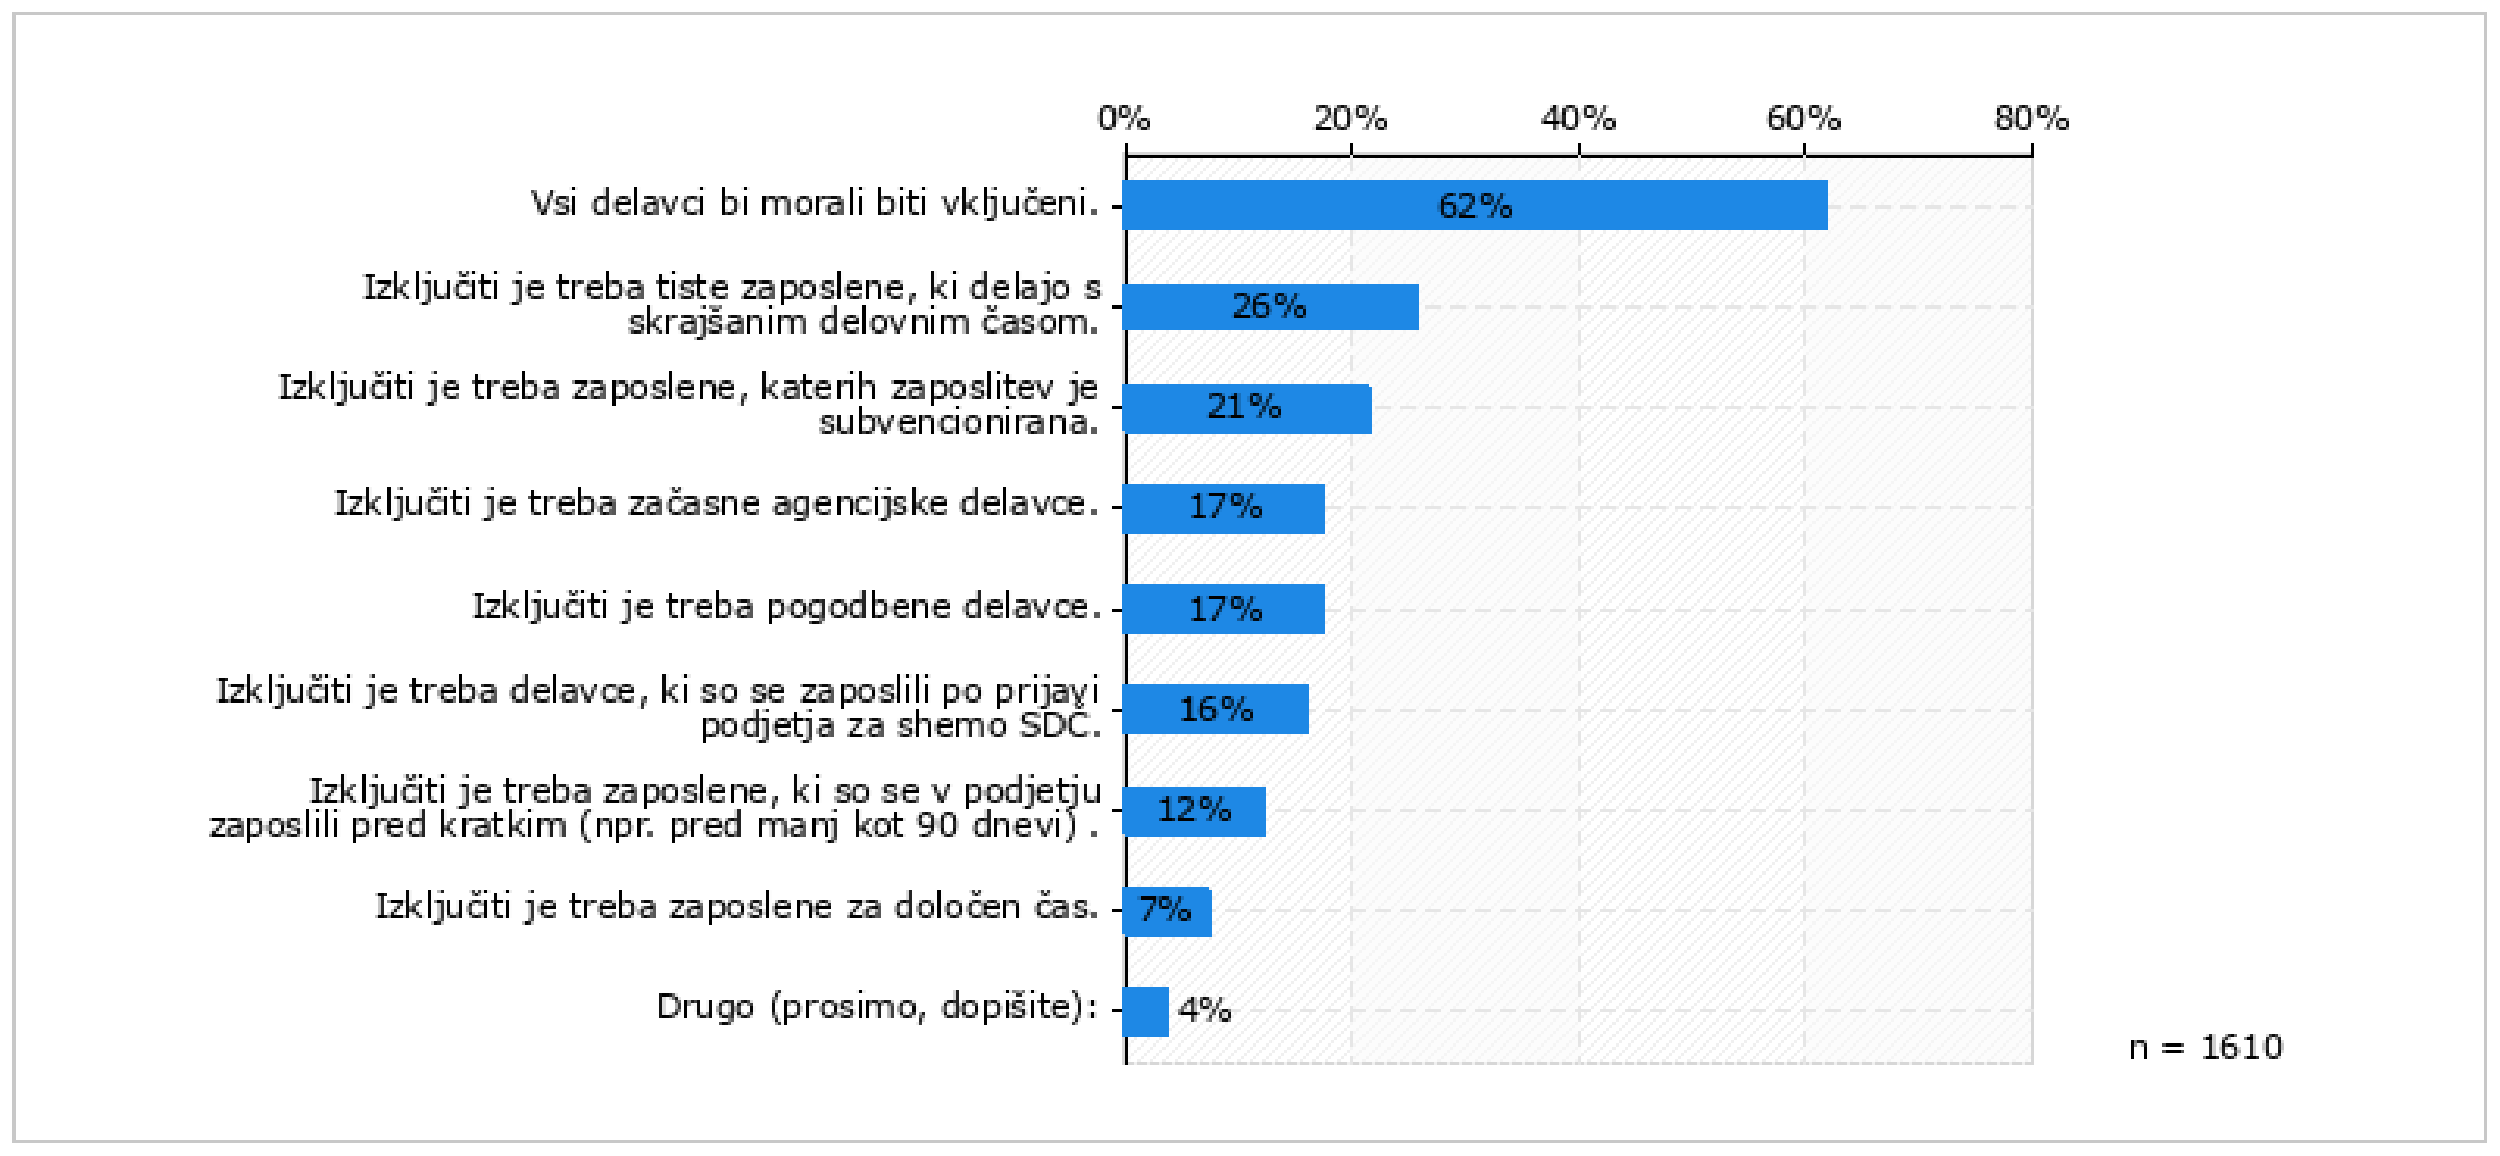 0% 20% 40% 60% 80%
Vsi delavci bi morali biti vključeni.
62%
Izključiti je treba tiste zaposlene, ki delajo s
skrajšanim delovnim časom.
26%
Izključiti je treba zaposlene, katerih zaposlitev je
subvencionirana.
21%
Izključiti je treba začasne agencijske delavce.
17%
Izključiti je treba pogodbene delavce.
17%
Izključiti je treba delavce, ki so se zaposlili po prijavi
podjetja za shemo SDČ.
16%
Izključiti je treba zaposlene, ki so se v podjetju
zaposlili pred kratkim (npr. pred manj kot 90 dnevi) .
12%
Izključiti je treba zaposlene za določen čas.
7%
Drugo (prosimo, dopišite):
4%
n = 1610